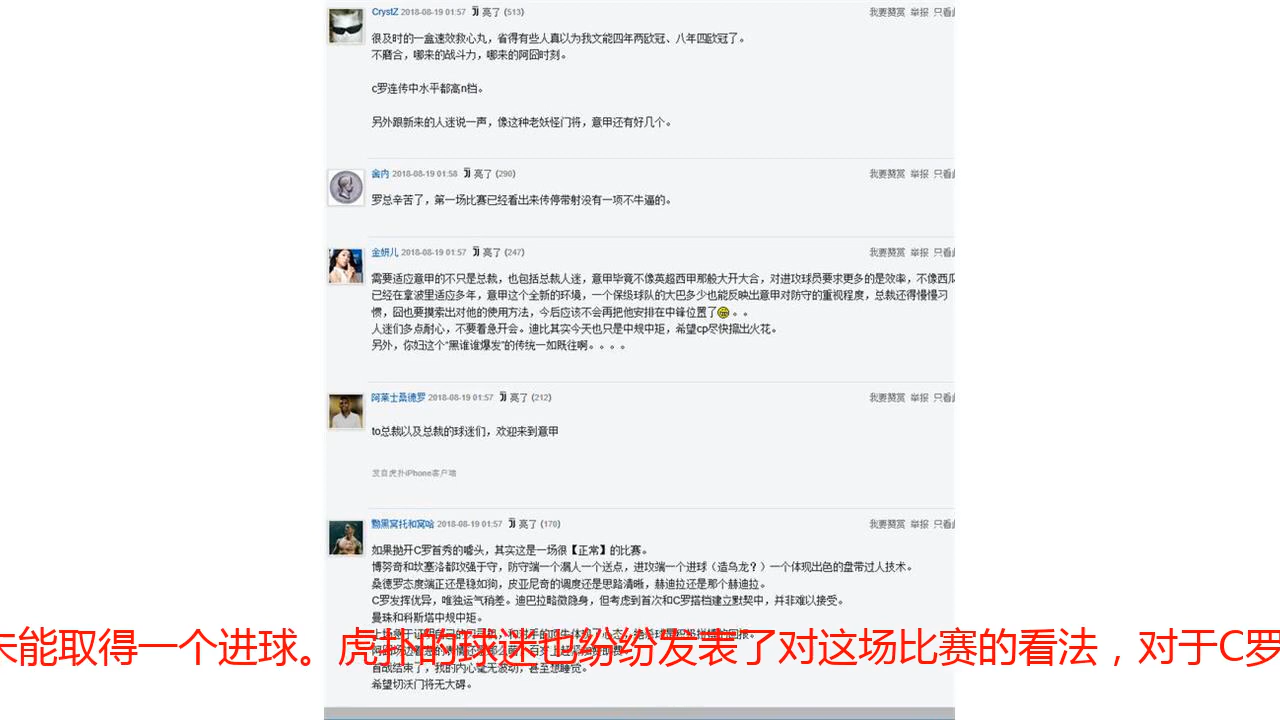 CrystZ 2018-08-19 01:57 亮了 (513) 我要赞赏 举报 只看此
很及时的一盒速效救心丸，省得有些人真以为我文能四年两欧冠、八年四欧冠了。
不磨合，哪来的战斗力，哪来的阿囧时刻。
c罗连传中水平都高n档。
另外跟新来的人迷说一声，像这种老妖怪门将，意甲还有好几个。
2018-08-19 01:58 亮了 (290) 我要赞赏 举报 只看此
罗总辛苦了，第一场比赛已经看出来传停带射没有一项不牛逼的。
金妍儿 2018-08-19 01:57 亮了 (247) 我要赞赏 举报 只看此
需要适应意甲的不只是总裁，也包括总裁人迷，意甲毕竟不像英超西甲那般大开大合，对进攻球员要求更多的是效率，不像西瓜
已经在拿波里适应多年，意甲这个全新的环境，一个保级球队的大巴多少也能反映出意甲对防守的重视程度，总裁还得慢慢习
惯，囧也要摸索出对他的使用方法，今后应该不会再把他安排在中锋位置了 。。
人迷们多点耐心，不要着急开会。迪比其实今天也只是中规中矩，希望cp尽快擦出火花。
另外，你妇这个“黑谁谁爆发”的传统一如既往啊。。。。
阿莱士桑德罗 2018-08-19 01:57 亮了 (212) 我要赞赏 举报 只看此
to总裁以及总裁的球迷们，欢迎来到意甲
发自虎扑iPhone客户端
黝黑窝托和窝哈 2018-08-19 01:57 亮了 (170) 我要赞赏 举报 只看此
如果抛开C罗首秀的噱头，其实这是一场很【正常】的比赛。
博努奇和坎塞洛都攻强于守，防守端一个漏人一个送点，进攻端一个进球（造乌龙？）一个体现出色的盘带过人技术。
桑德罗态度端正还是稳如狗，皮亚尼奇的调度还是思路清晰，赫迪拉还是那个赫迪拉。
C罗发挥优异，唯独运气稍差。迪巴拉略微隐身，但考虑到首次和C罗搭档建立默契中，并非难以接受。
曼珠和科斯塔中规中矩。
未能取得一个进球。虎扑的球迷也纷纷发表了对这场比赛的看法，对于C罗
首战结束了，我的内心毫无波动，甚至想睡觉。
希望切沃门将无大碍。